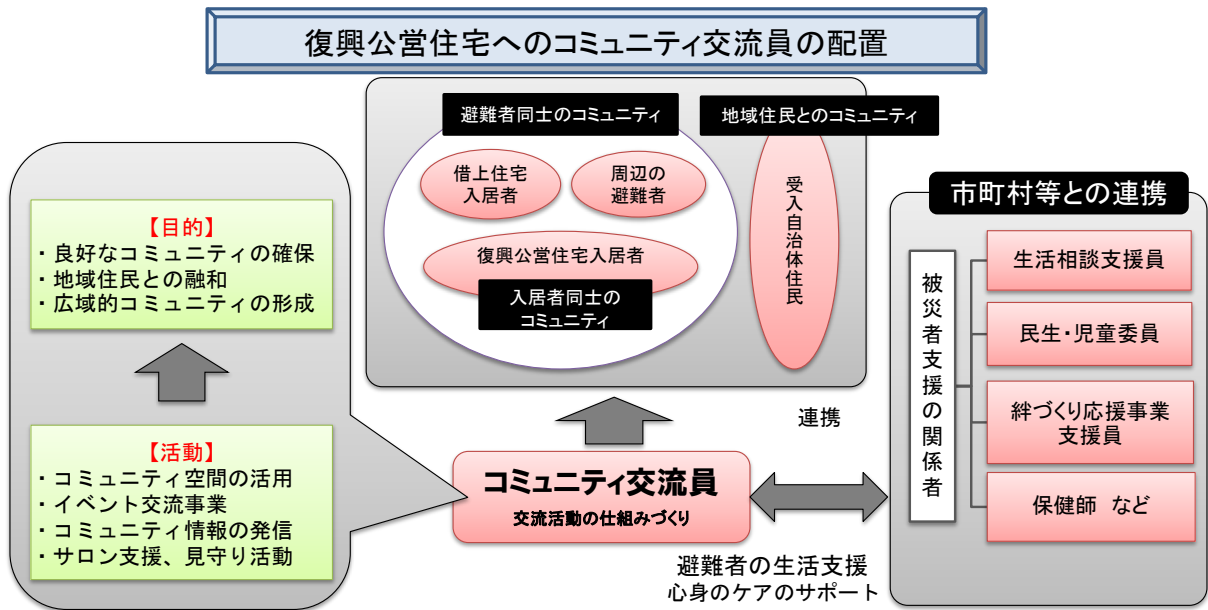 復興公営住宅へのコミュニティ交流員の配置
避難者同士のコミュニティ
地域住民とのコミュニティ
借上住宅
入居者
周辺の
避難者
復興公営住宅入居者
入居者同士の
コミュニティ
受入自治体住民
【目的】
・良好なコミュニティの確保
・地域住民との融和
・広域的コミュニティの形成
【活動】
・コミュニティ空間の活用
・イベント交流事業
・コミュニティ情報の発信
・サロン支援、見守り活動
コミュニティ交流員
交流活動の仕組みづくり
連携
避難者の生活支援
心身のケアのサポート
市町村等との連携
被災者支援の関係者
生活相談支援員
民生・児童委員
絆づくり応援事業
支援員
保健師 など